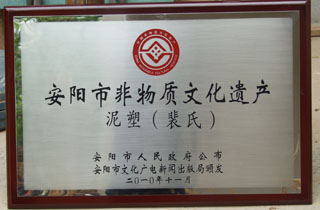 安阳市非物质文化遗产
泥塑（裴氏）
安阳市人民政府公布
安阳市文化广电新闻出版局颁发
二〇一〇年十一月